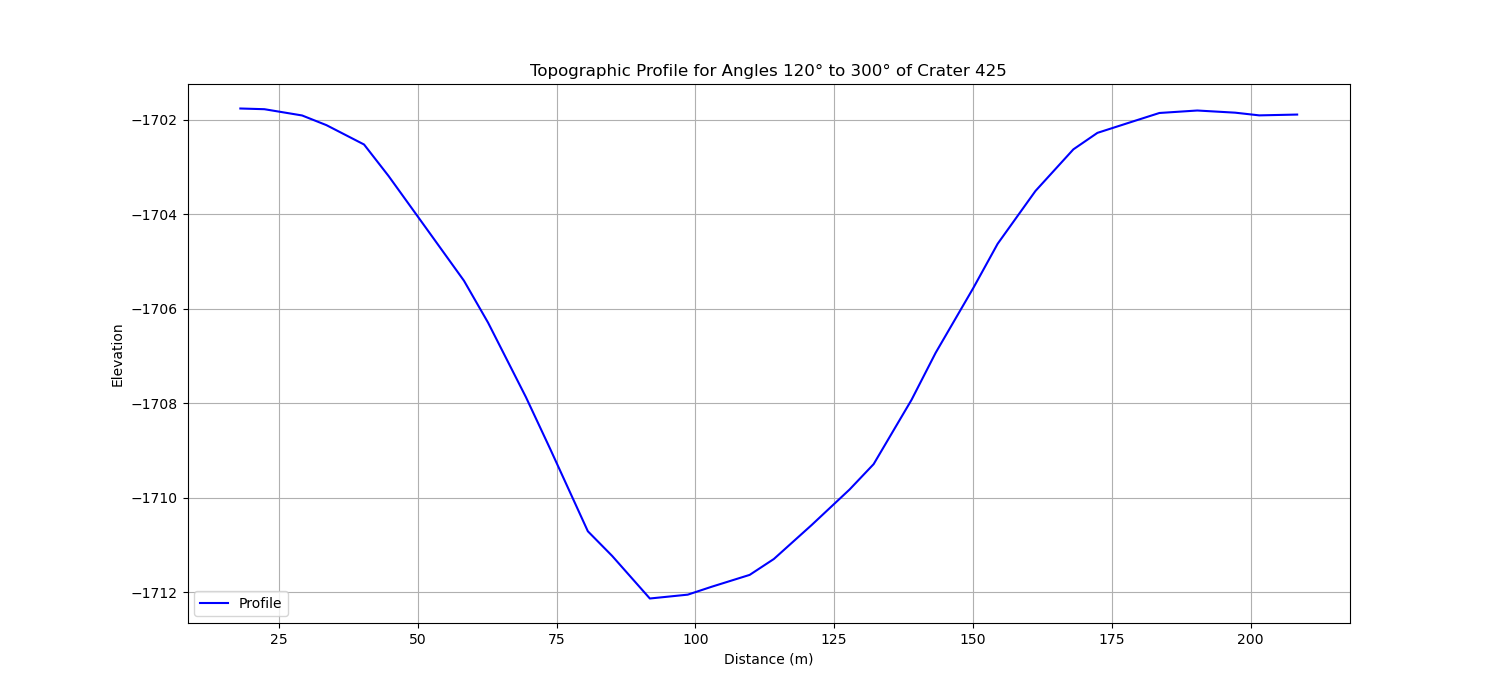 Topographic Profile for Angles 120° to 300° of Crater 425
−1702
−1704
−1706
−1708
−1710
−1712
Elevation
Profile
25 50 75 100 125 150 175 200
Distance (m)